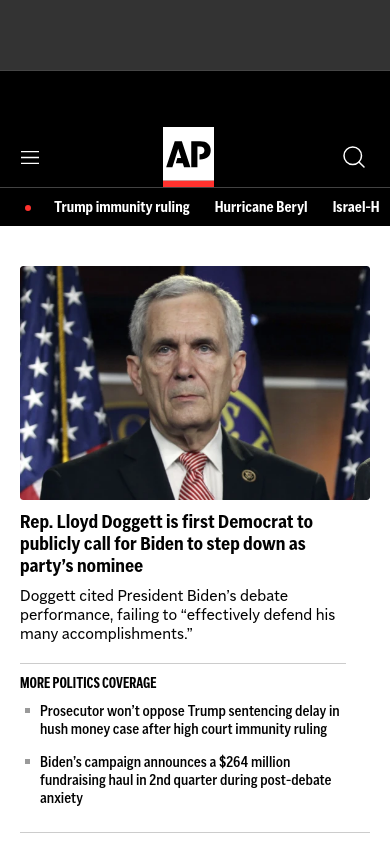 AP
Trump immunity ruling Hurricane Beryl Israel-H
Rep. Lloyd Doggett is first Democrat to
publicly call for Biden to step down as
party’s nominee
Doggett cited President Biden’s debate
performance, failing to “effectively defend his
many accomplishments.”
MORE POLITICS COVERAGE
Prosecutor won’t oppose Trump sentencing delay in
hush money case after high court immunity ruling
Biden’s campaign announces a $264 million
fundraising haul in 2nd quarter during post-debate
anxiety